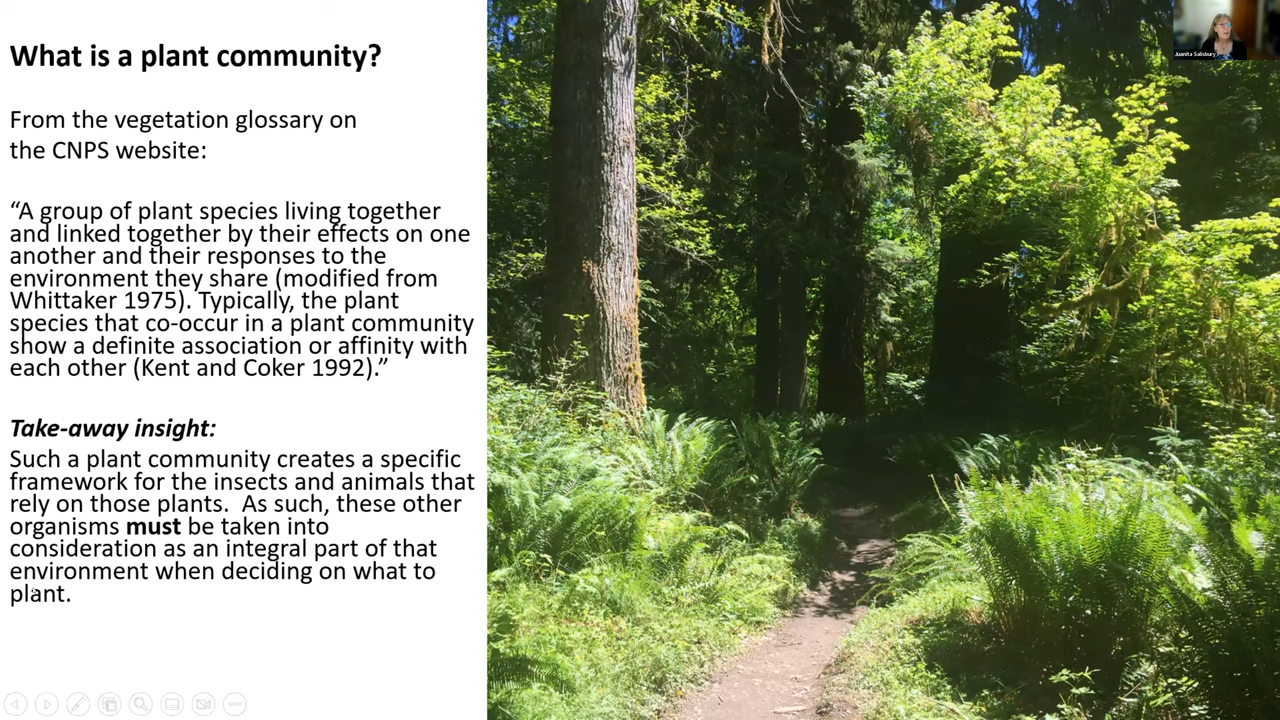 What is a plant community?
From the vegetation glossary on
the CNPS website:
“A group of plant species living together
and linked together by their effects on one
another and their responses to the
environment they share (modified from
Whittaker 1975). Typically, the plant
species that co-occur in a plant community
show a definite association or affinity with
each other (Kent and Coker 1992).”
Take-away insight:
Such a plant community creates a specific
framework for the insects and animals that
rely on those plants.  As such, these other
organisms must be taken into
consideration as an integral part of that
environment when deciding on what to
plant.
Juanita Salisbury